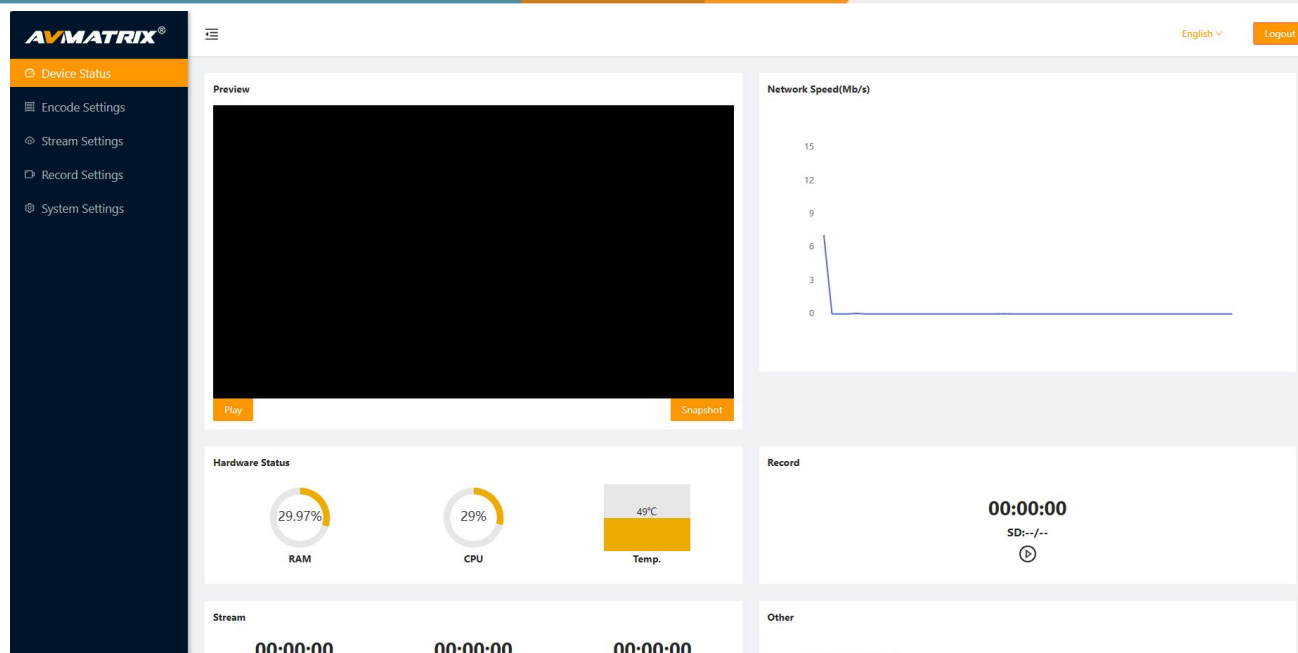 AVMATRIX®
English
Logout
Device Status
Encode Settings
Stream Settings
Record Settings
System Settings
Preview
Play
Snapshot
Network Speed(Mb/s)
15
12
9
6
3
0
Hardware Status
29.97%
RAM
29%
CPU
49°C
Temp.
Record
00:00:00
SD:--/--
Stream
00:00:00 00:00:00 00:00:00
Other